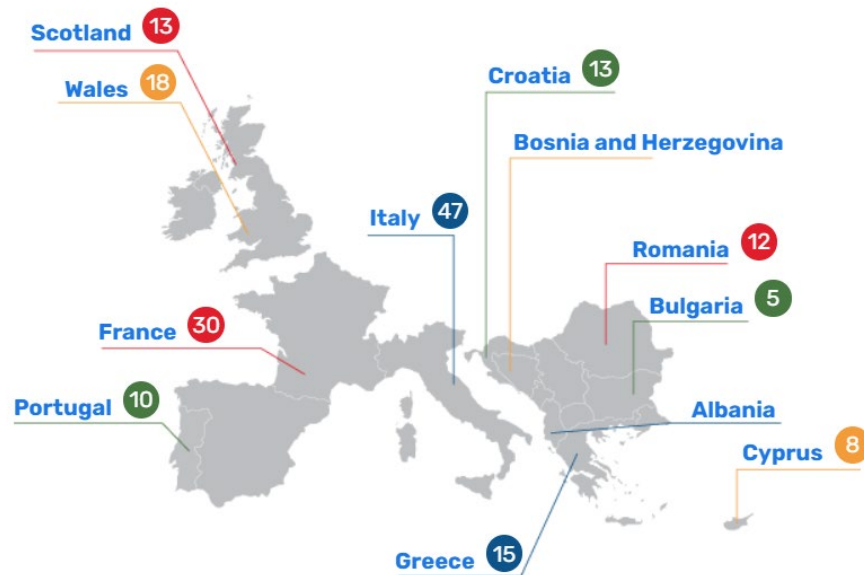 Scotland 13
Wales 18
Croatia 13
Bosnia and Herzegovina
Italy 47
Romania 12
Bulgaria 5
France 30
Portugal 10
Albania
Cyprus 8
Greece 15